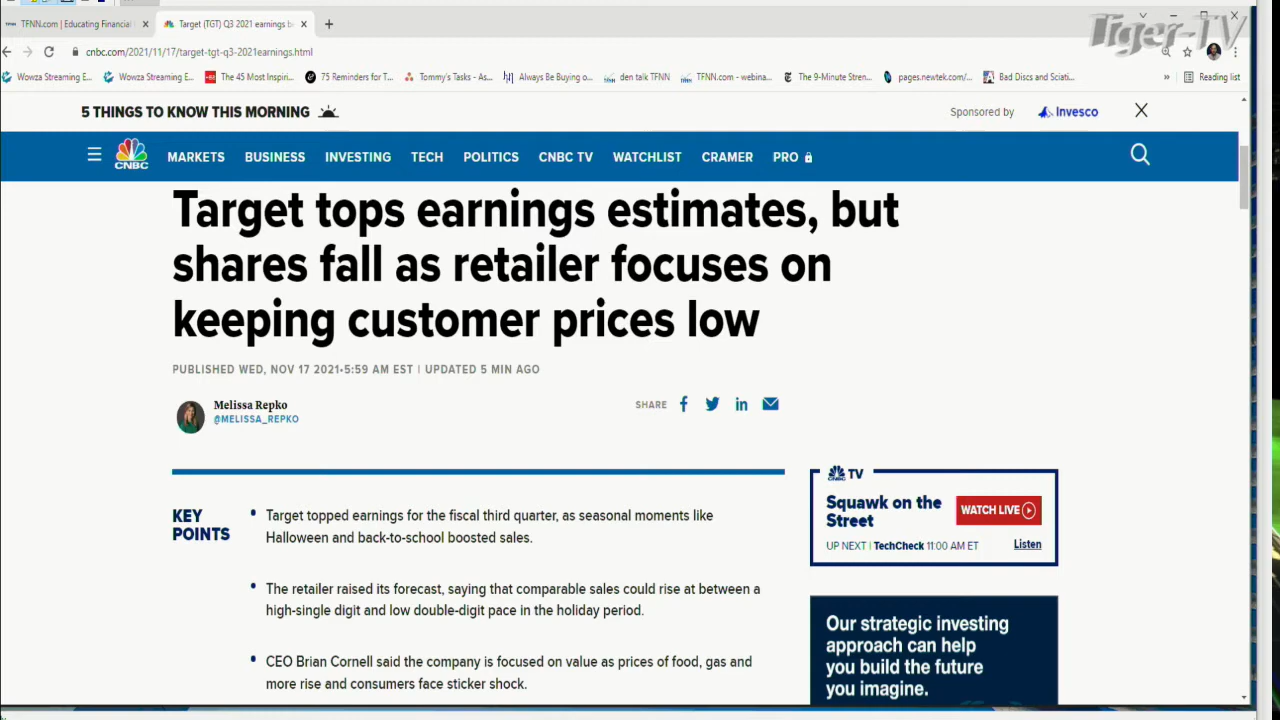 TFNN.com | Educating Financial
Target (TGT) Q3 2021 earnings be
Tiger-TV
cnbc.com/2021/11/17/target-tgt-q3-2021earnings.html
Wowza Streaming E...
Wowza Streaming E...
The 45 Most Inspiri...
75 Reminders for T...
Tommy's Tasks - As...
Always Be Buying o...
den talk TFNN
TFNN.com - webina...
The 9-Minute Stren...
pages.newtek.com/...
Bad Discs and Sciati...
»
Reading list
5 THINGS TO KNOW THIS MORNING
Sponsored by
Invesco
CNBC
MARKETS
BUSINESS
INVESTING
TECH
POLITICS
CNBC TV
WATCHLIST
CRAMER
PRO
Target tops earnings estimates, but
shares fall as retailer focuses on
keeping customer prices low
PUBLISHED WED, NOV 17 2021•5:59 AM EST | UPDATED 5 MIN AGO
Melissa Repko
@MELISSA_REPKO
SHARE
KEY
POINTS
• Target topped earnings for the fiscal third quarter, as seasonal moments like
Halloween and back-to-school boosted sales.
• The retailer raised its forecast, saying that comparable sales could rise at between a
high-single digit and low double-digit pace in the holiday period.
• CEO Brian Cornell said the company is focused on value as prices of food, gas and
more rise and consumers face sticker shock.
CNBC TV
Squawk on the
Street
WATCH LIVE
UP NEXT | TechCheck 11:00 AM ET
Listen
Our strategic investing
approach can help
you build the future
you imagine.